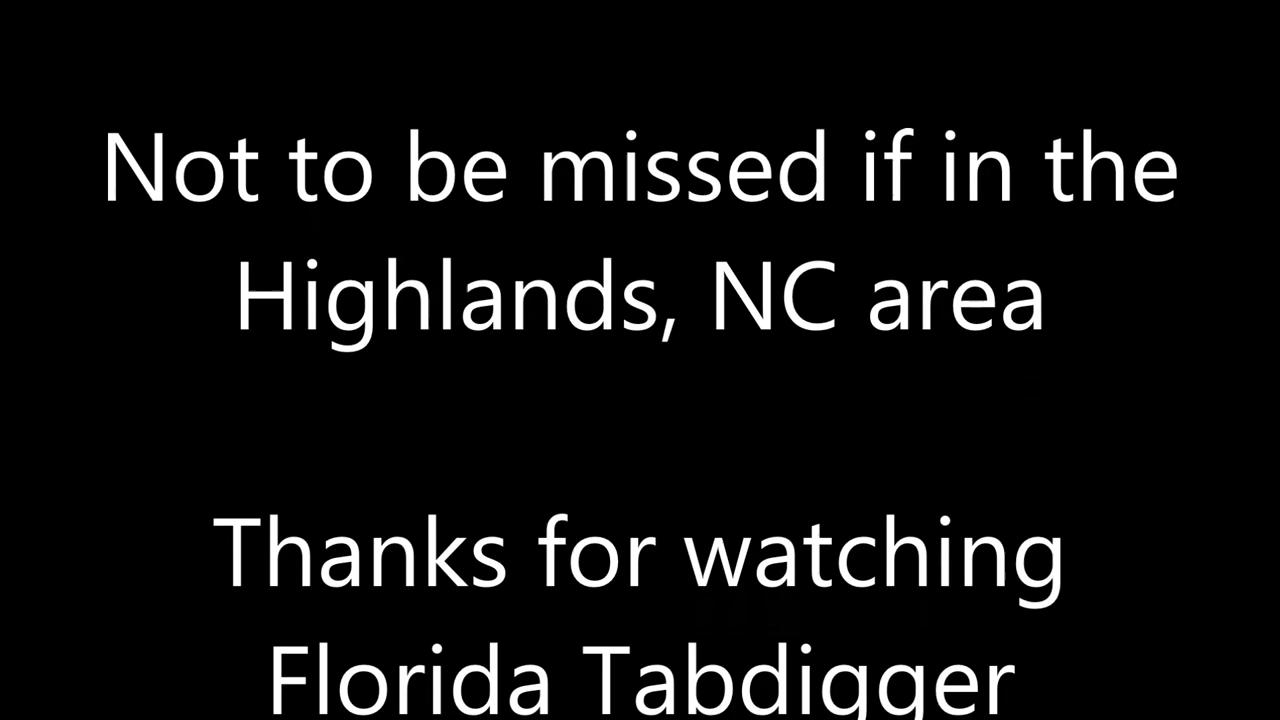 Not to be missed if in the
Highlands, NC area
Thanks for watching
Florida Tabdigger